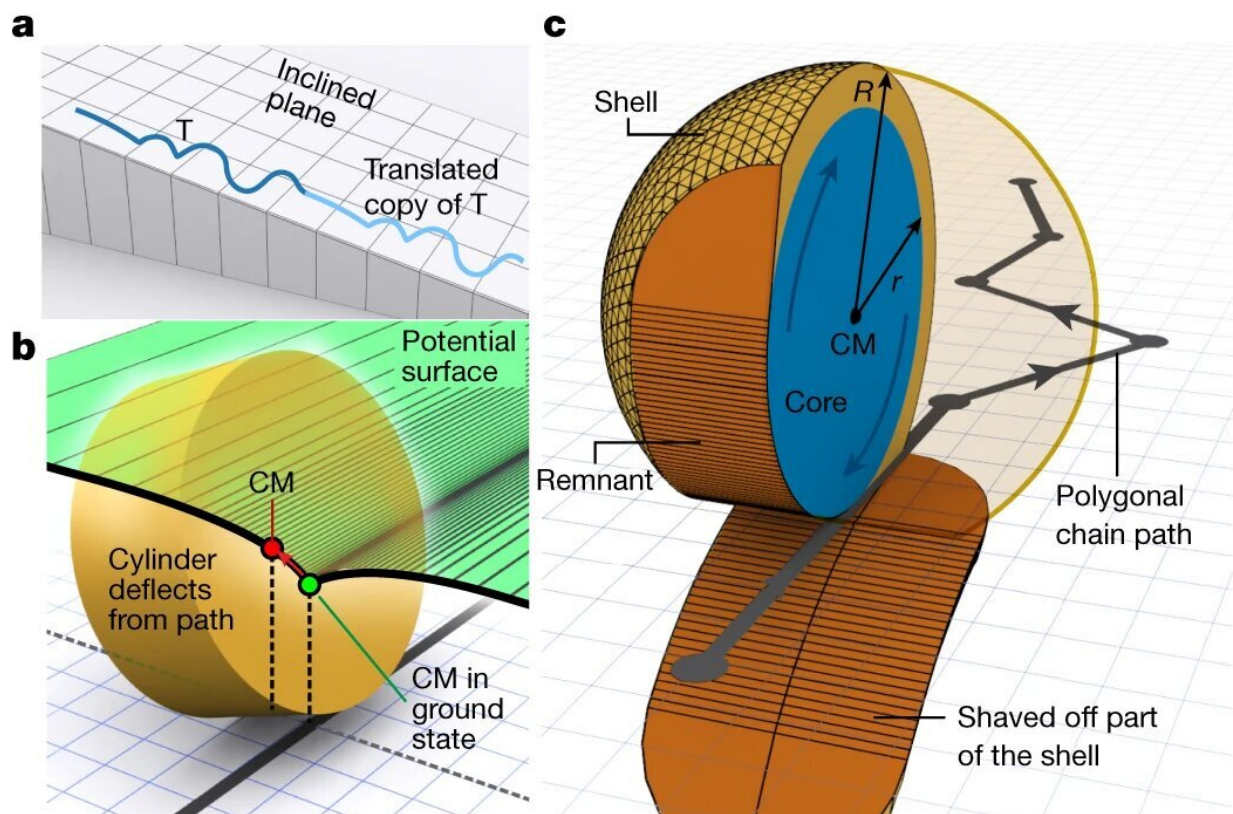 a
Inclined
plane
T
Translated
copy of T
b
Potential
surface
CM
Cylinder
deflects
from path
CM in
ground
state
c
Shell
R
r
CM
Core
Remnant
Polygonal
chain path
Shaved off part
of the shell